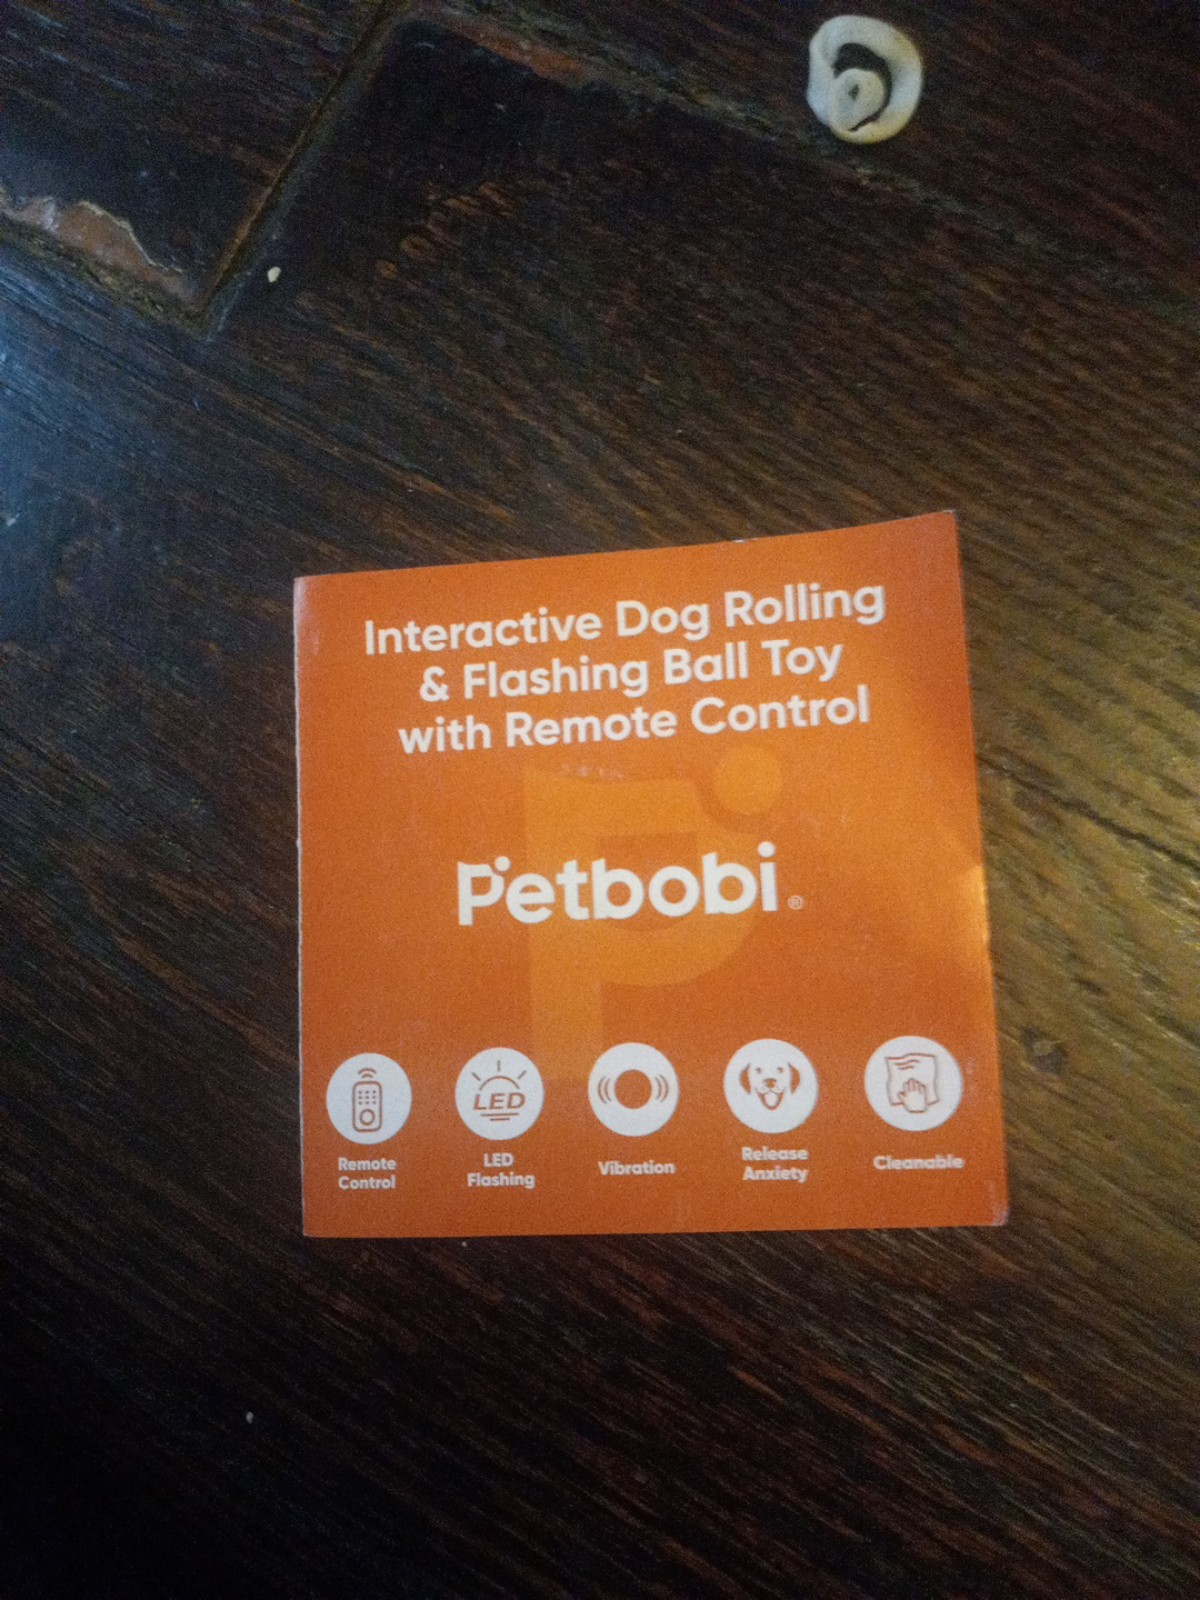 Interactive Dog Rolling
& Flashing Ball Toy
with Remote Control
Petbobi®
Remote
Control
LED
LED
Flashing
Vibration
Release
Anxiety
Cleanable